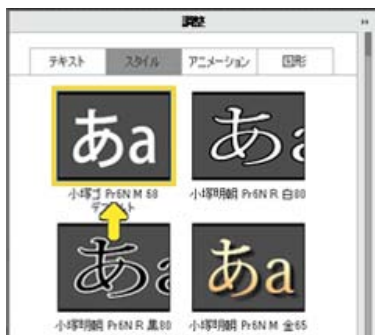 調整
テキスト スタイル アニメーション 図形
あa あa
小塚ゴ Pr6N M 68 小塚明朝 Pr6N R 白80
デフォルト
あa あa
小塚明朝 Pr6N R 黒80 小塚明朝 Pr6N M 金65